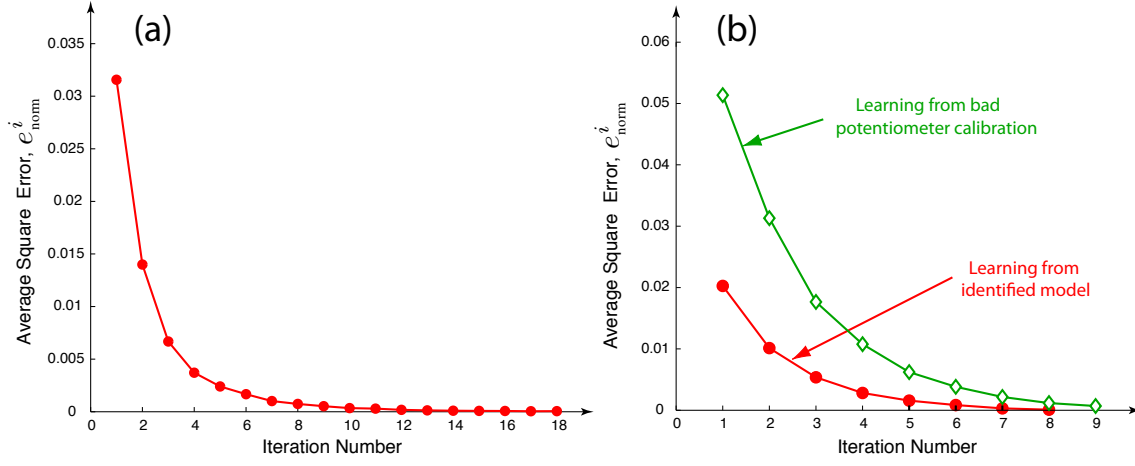 (a)
0.035
0.03
0.025
0.02
0.015
0.01
0.005
0
0 2 4 6 8 10 12 14 16 18
Iteration Number
Average Square Error, e^i_norm
(b)
0.06
0.05
0.04
0.03
0.02
0.01
0
0 1 2 3 4 5 6 7 8 9
Iteration Number
Average Square Error, e^i_norm
Learning from bad
potentiometer calibration
Learning from
identified model